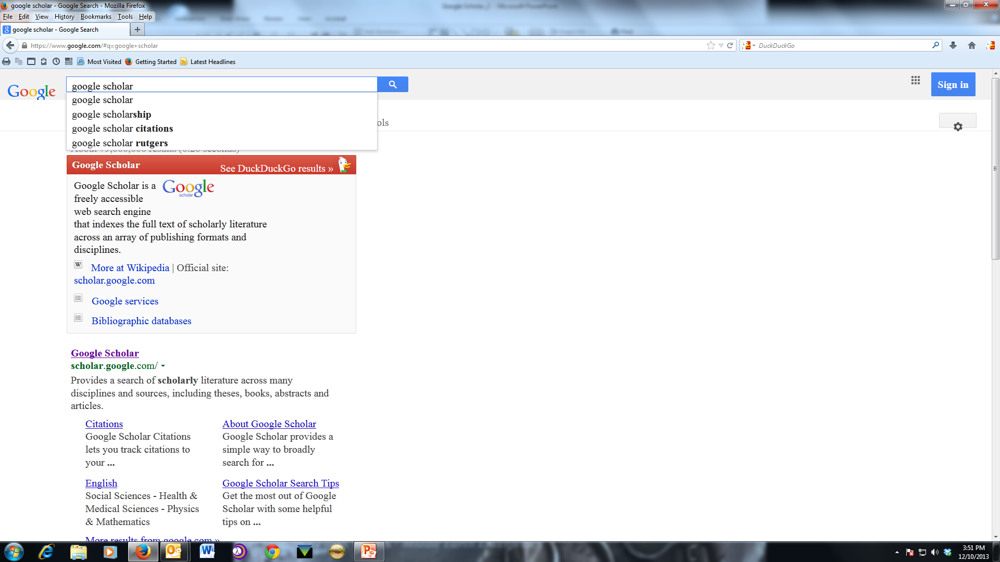 google scholar - Google Search - Mozilla Firefox
File Edit View History Bookmarks Tools Help
google scholar - Google Search
https://www.google.com/#q=google+scholar
DuckDuckGo
Most Visited Getting Started Latest Headlines
Google
google scholar
Sign in
google scholar
google scholarship
google scholar citations
google scholar rutgers
ols
Google Scholar
See DuckDuckGo results »
Google Scholar is a
Google scholar
freely accessible
web search engine
that indexes the full text of scholarly literature
across an array of publishing formats and
disciplines.
W More at Wikipedia | Official site:
scholar.google.com
Google services
Bibliographic databases
Google Scholar
scholar.google.com/
Provides a search of scholarly literature across many
disciplines and sources, including theses, books, abstracts and
articles.
Citations
Google Scholar Citations
lets you track citations to
your ...
About Google Scholar
Google Scholar provides a
simple way to broadly
search for ...
English
Social Sciences - Health &
Medical Sciences - Physics
& Mathematics
Google Scholar Search Tips
Get the most out of Google
Scholar with some helpful
tips on ...
More results from google.com »
3:51 PM
12/10/2013